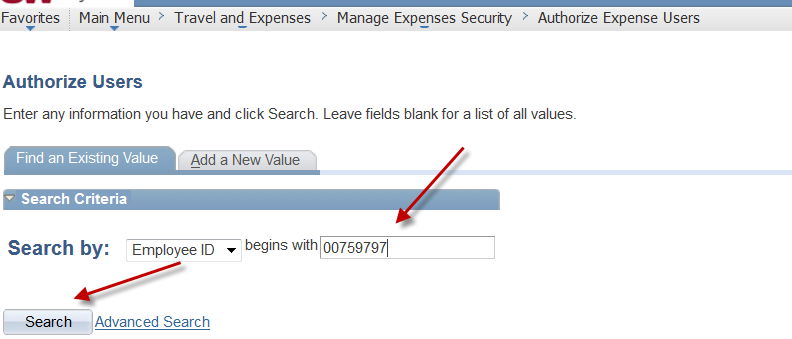 Favorites Main Menu > Travel and Expenses > Manage Expenses Security > Authorize Expense Users
Authorize Users
Enter any information you have and click Search. Leave fields blank for a list of all values.
Find an Existing Value Add a New Value
Search Criteria
Search by: Employee ID begins with 00759797
Search Advanced Search